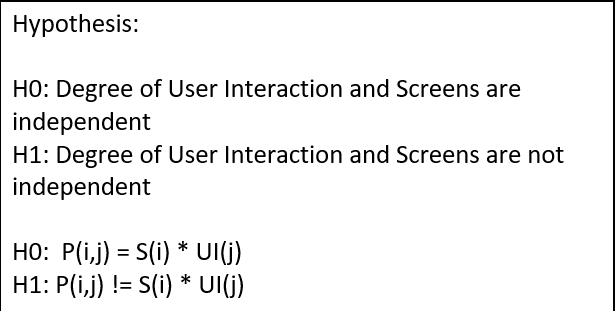 Hypothesis:
H0: Degree of User Interaction and Screens are
independent
H1: Degree of User Interaction and Screens are not
independent
H0:  P(i,j) = S(i) * UI(j)
H1: P(i,j) != S(i) * UI(j)